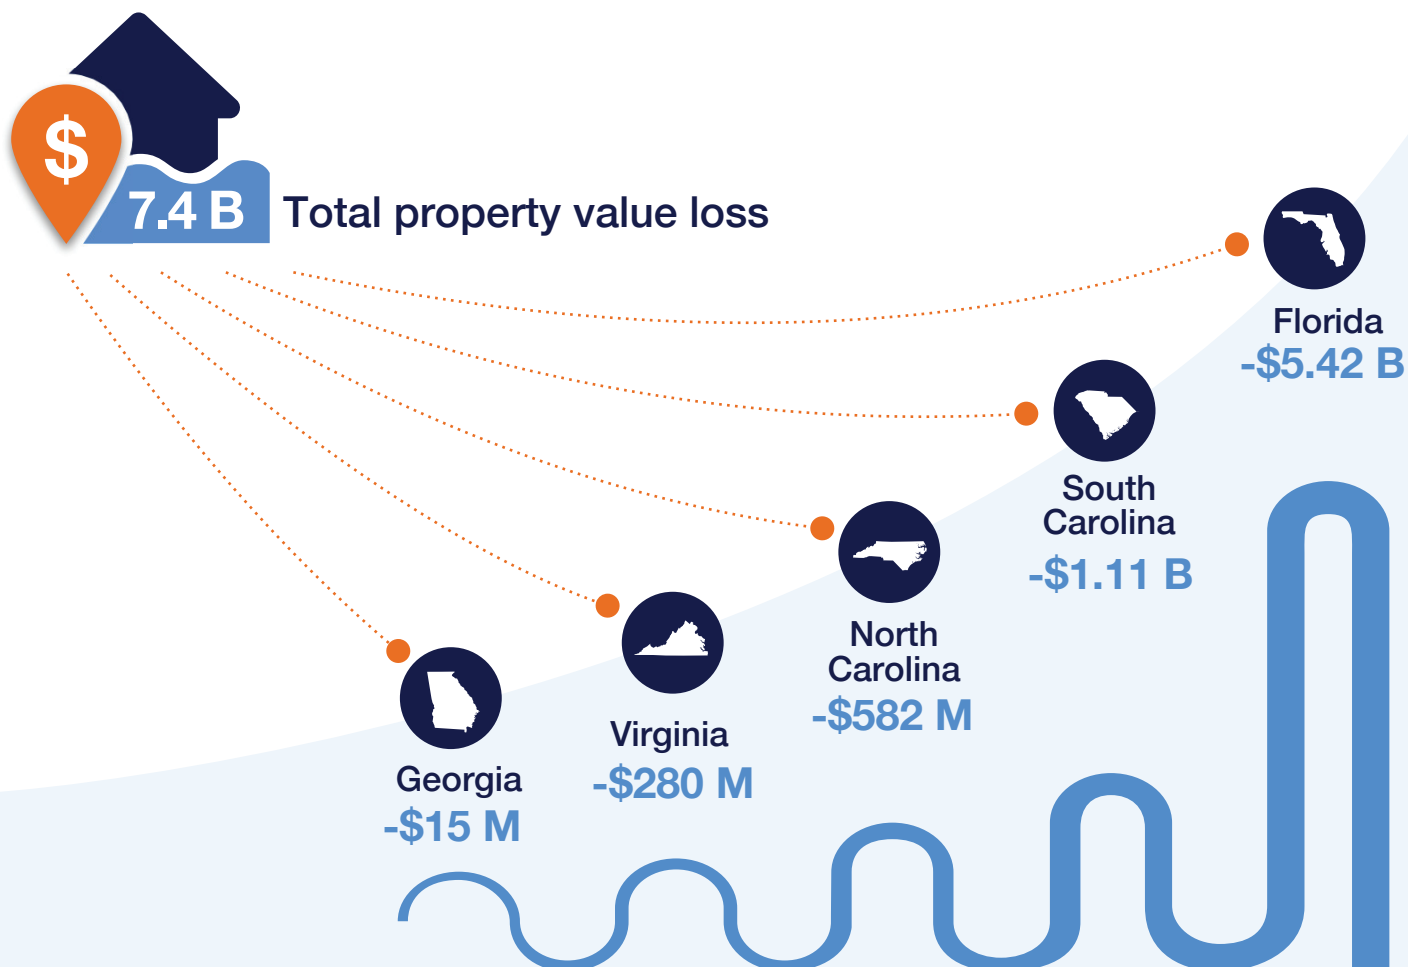 $
7.4 B
Total property value loss
Florida
-$5.42 B
South
Carolina
-$1.11 B
North
Carolina
-$582 M
Virginia
-$280 M
Georgia
-$15 M